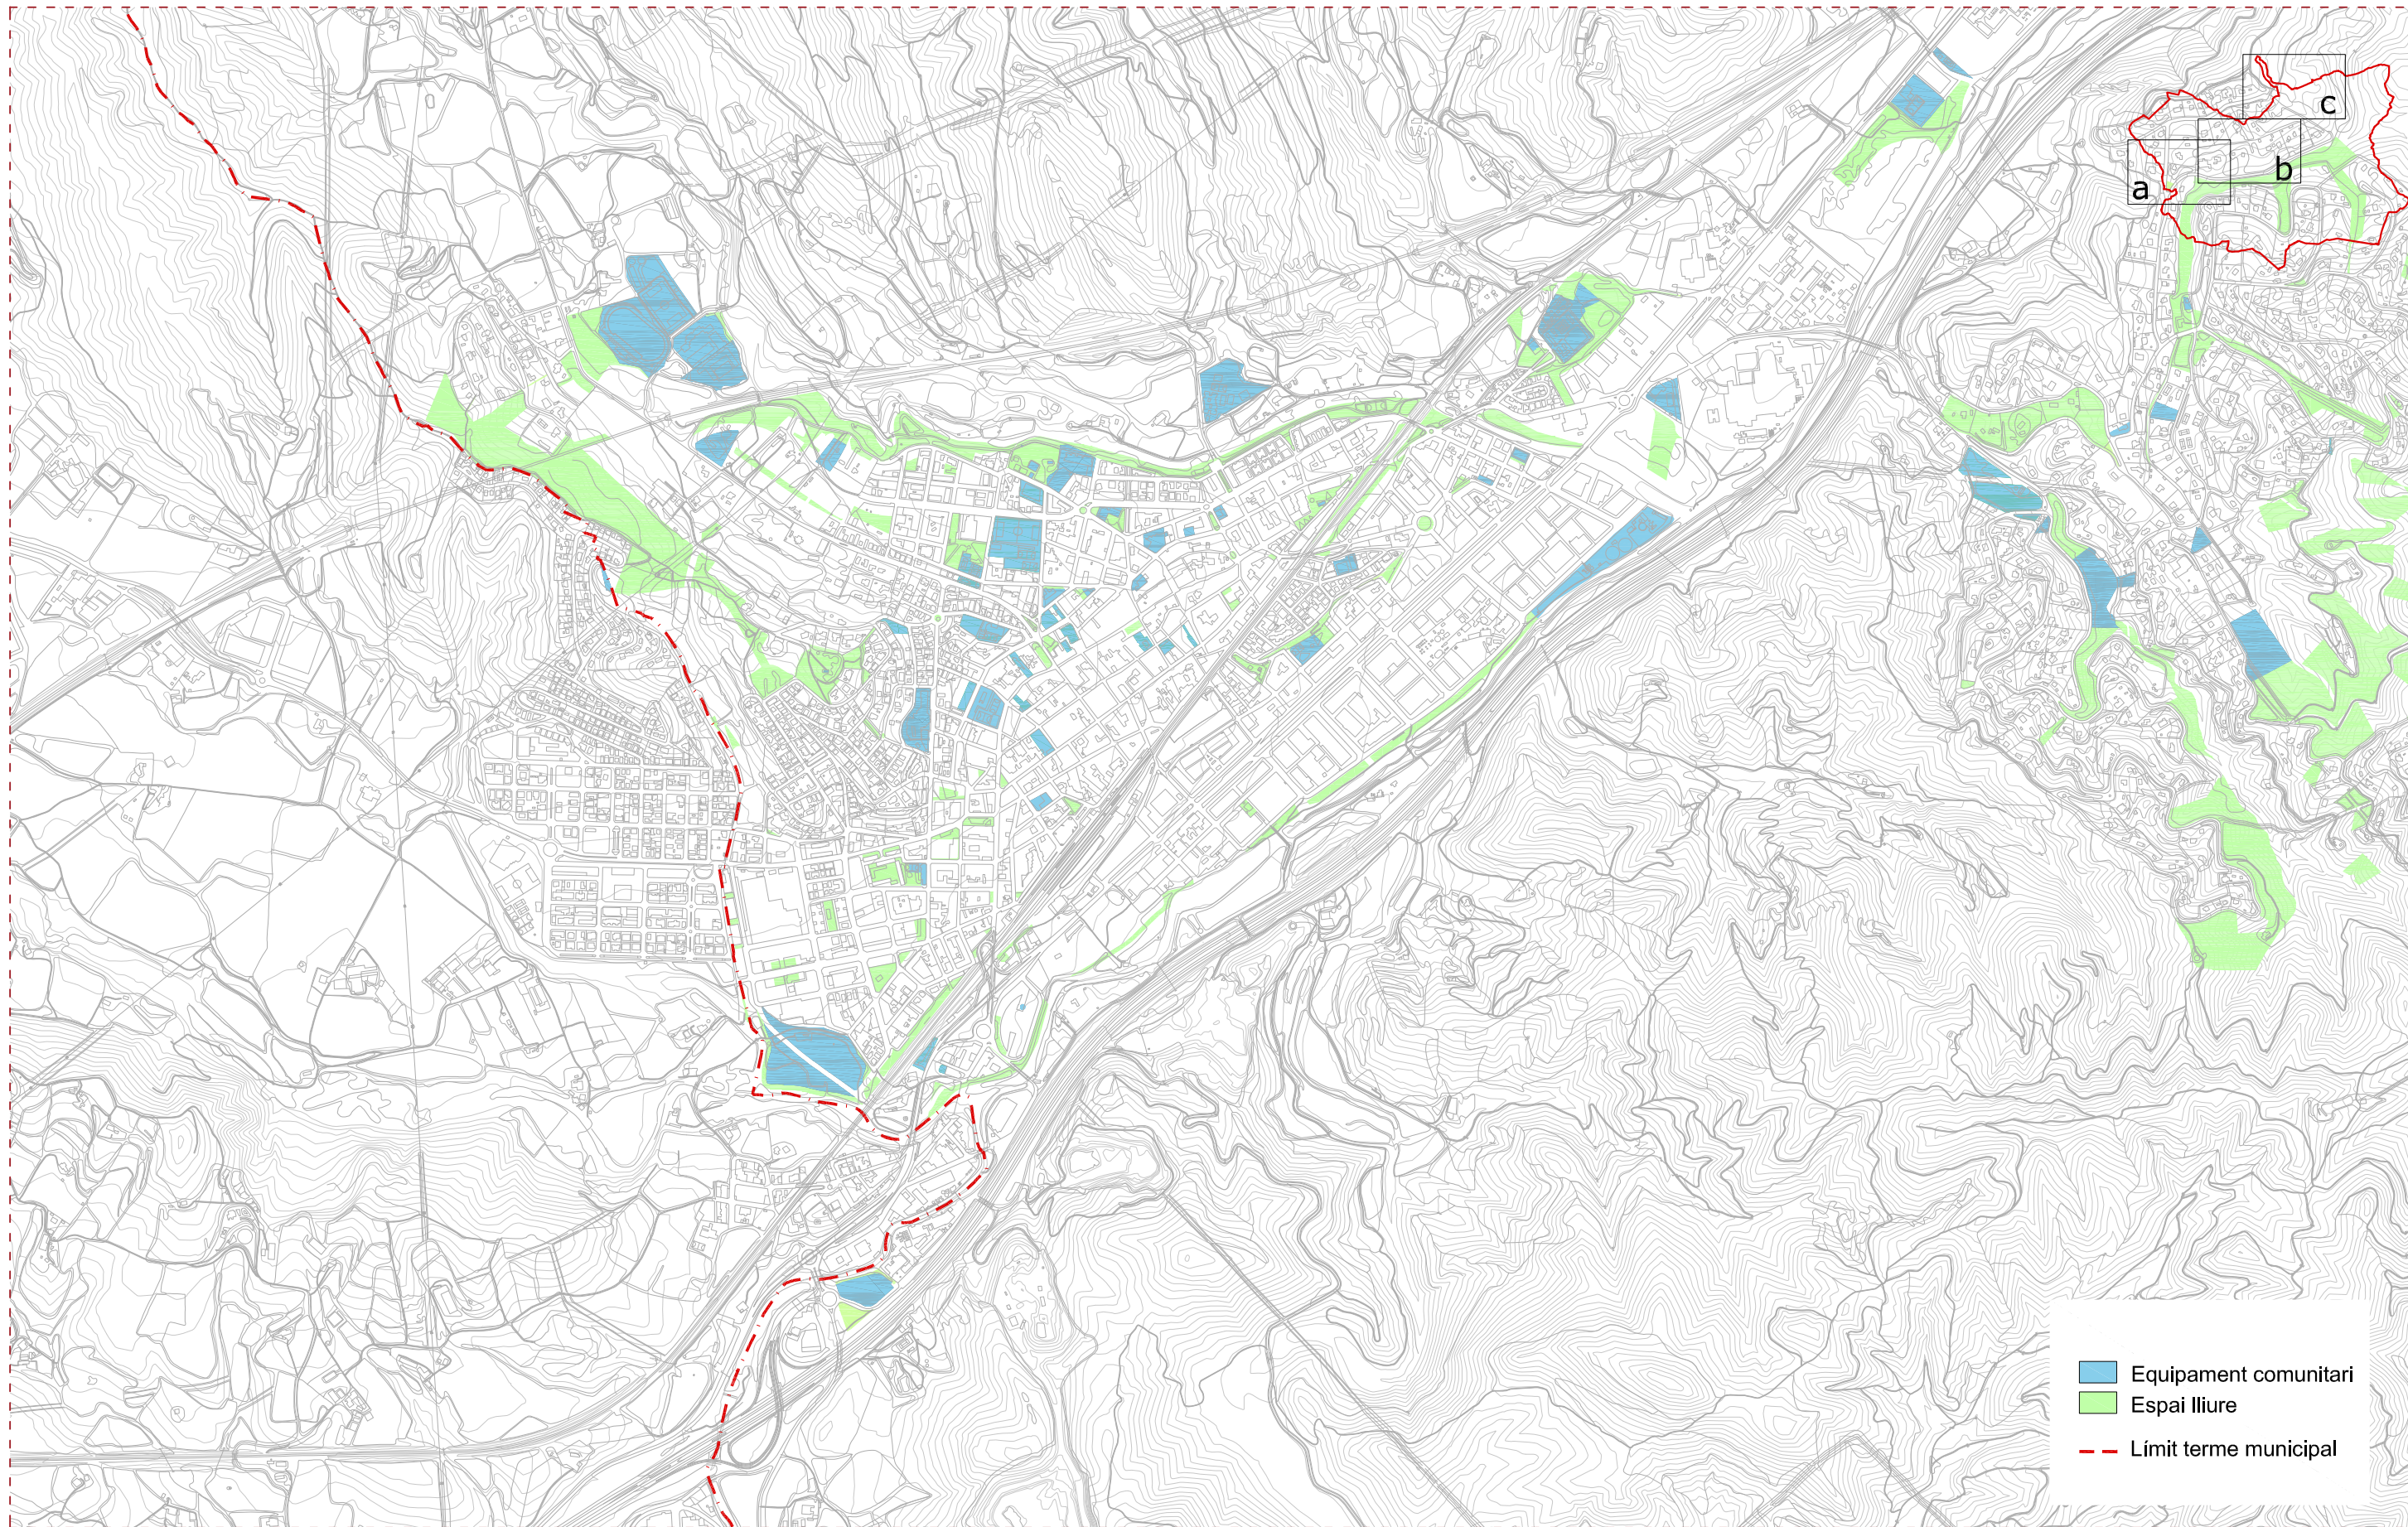 c
b
a
Equipament comunitari
Espai lliure
Límit terme municipal